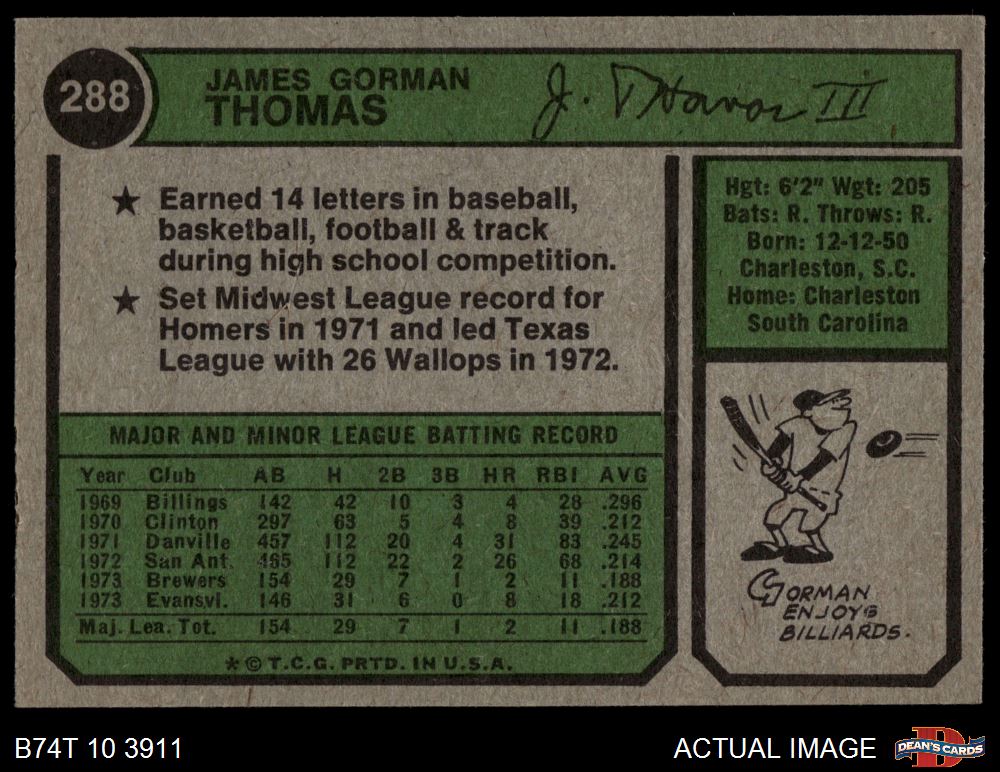 288
JAMES GORMAN
THOMAS
J. Thomas III
★ Earned 14 letters in baseball,
basketball, football & track
during high school competition.
★ Set Midwest League record for
Homers in 1971 and led Texas
League with 26 Wallops in 1972.
Hgt: 6'2" Wgt: 205
Bats: R. Throws: R.
Born: 12-12-50
Charleston, S.C.
Home: Charleston
South Carolina
MAJOR AND MINOR LEAGUE BATTING RECORD
Year Club AB H 2B 3B HR RBI AVG
1969 Billings 142 42 10 3 4 28 .296
1970 Clinton 297 63 5 4 8 39 .212
1971 Danville 457 112 20 4 31 83 .245
1972 San Ant. 465 112 22 2 26 68 .214
1973 Brewers 154 29 7 1 2 11 .188
1973 Evansvl. 146 31 6 0 8 18 .212
Maj. Lea. Tot. 154 29 7 1 2 11 .188
★ © T.C.G. PRTD. IN U.S.A.
GORMAN
ENJOYS
BILLIARDS.
B74T 10 3911
ACTUAL IMAGE
D
DEAN'S CARDS